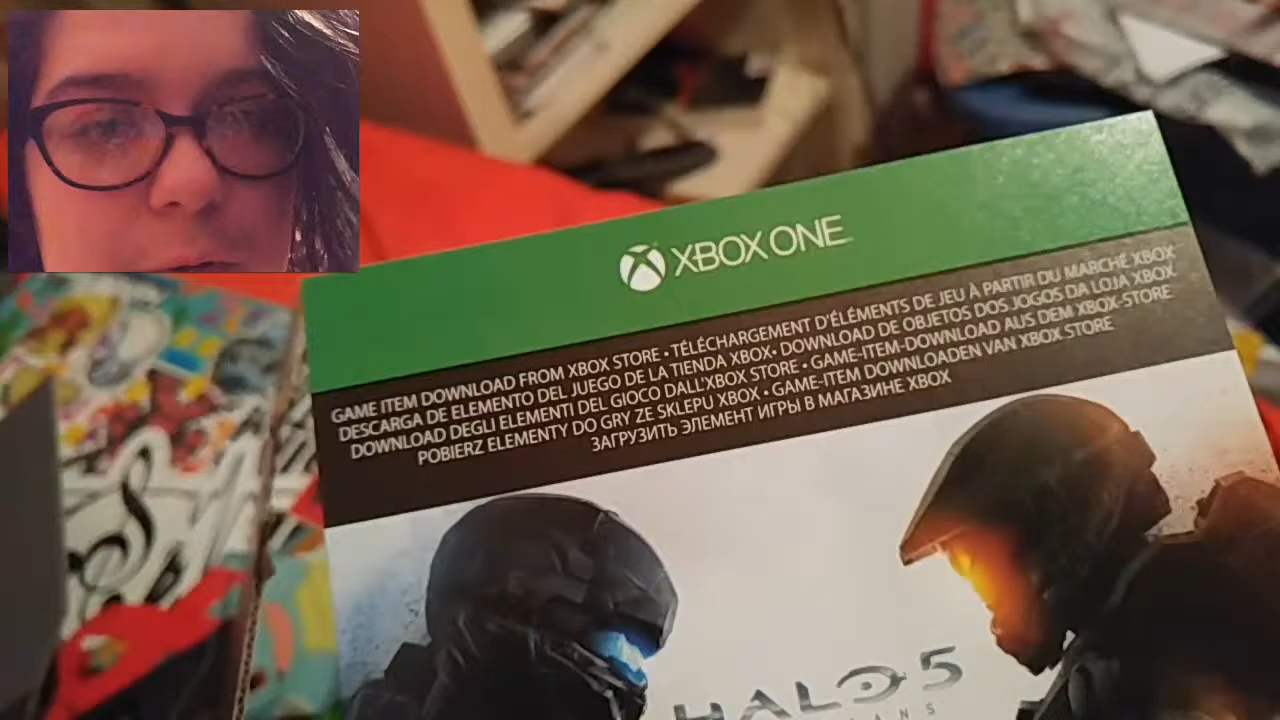 XBOX ONE
GAME ITEM DOWNLOAD FROM XBOX STORE • TÉLÉCHARGEMENT D'ÉLÉMENTS DE JEU À PARTIR DU MARCHÉ XBOX
DESCARGA DE ELEMENTO DEL JUEGO DE LA TIENDA XBOX • DOWNLOAD DE OBJETOS DOS JOGOS DA LOJA XBOX
DOWNLOAD DEGLI ELEMENTI DEL GIOCO DALL'XBOX STORE • GAME-ITEM-DOWNLOAD AUS DEM XBOX-STORE
POBIERZ ELEMENTY DO GRY ZE SKLEPU XBOX • GAME-ITEM DOWNLOADEN VAN XBOX STORE
ЗАГРУЗИТЬ ЭЛЕМЕНТ ИГРЫ В МАГАЗИНЕ XBOX
HALO 5